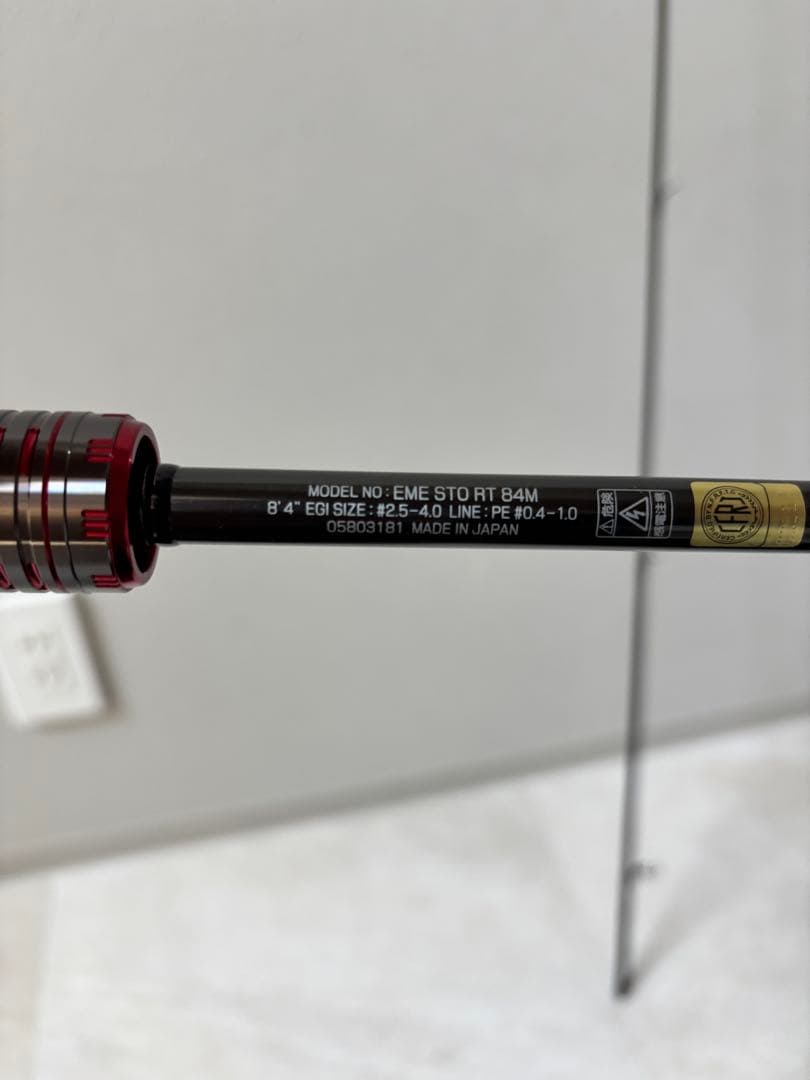 MODEL NO : EME STO RT 84M
8' 4" EGI SIZE : #2.5-4.0 LINE : PE #0.4-1.0
05803181 MADE IN JAPAN
危険
感電注意